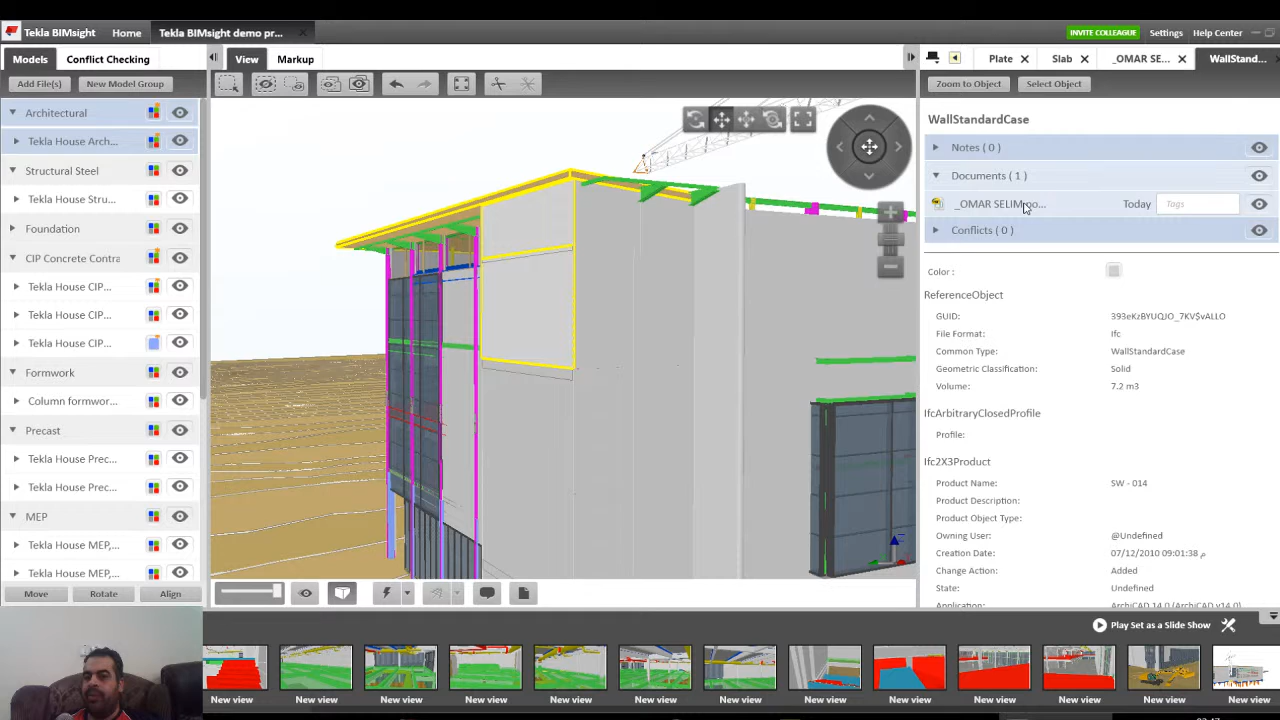 Tekla BIMsight
Home
Tekla BIMsight demo pr...
INVITE COLLEAGUE
Settings
Help Center
Models
Conflict Checking
View
Markup
Plate
Slab
_OMAR SE...
WallStand...
Add File(s)
New Model Group
Zoom to Object
Select Object
Architectural
Tekla House Arch...
Structural Steel
Tekla House Stru...
Foundation
CIP Concrete Contra
Tekla House CIP...
Tekla House CIP...
Tekla House CIP...
Formwork
Column formwo...
Precast
Tekla House Prec...
Tekla House Prec...
MEP
Tekla House MEP,...
Tekla House MEP,...
Move
Rotate
Align
WallStandardCase
Notes ( 0 )
Documents ( 1 )
Today
Tags
Conflicts ( 0 )
Color :
ReferenceObject
GUID: 393eKzBYUQJO_7KV$vALLO
File Format: Ifc
Common Type: WallStandardCase
Geometric Classification: Solid
Volume: 7.2 m3
IfcArbitraryClosedProfile
Profile:
Ifc2X3Product
Product Name: SW - 014
Product Description:
Product Object Type:
Owning User: @Undefined
Creation Date: 07/12/2010 09:01:38 م
Change Action: Added
State: Undefined
Application: ArchiCAD 14.0 (ArchiCAD v14.0)
Play Set as a Slide Show
New view
New view
New view
New view
New view
New view
New view
New view
New view
New view
New view
New view
New view